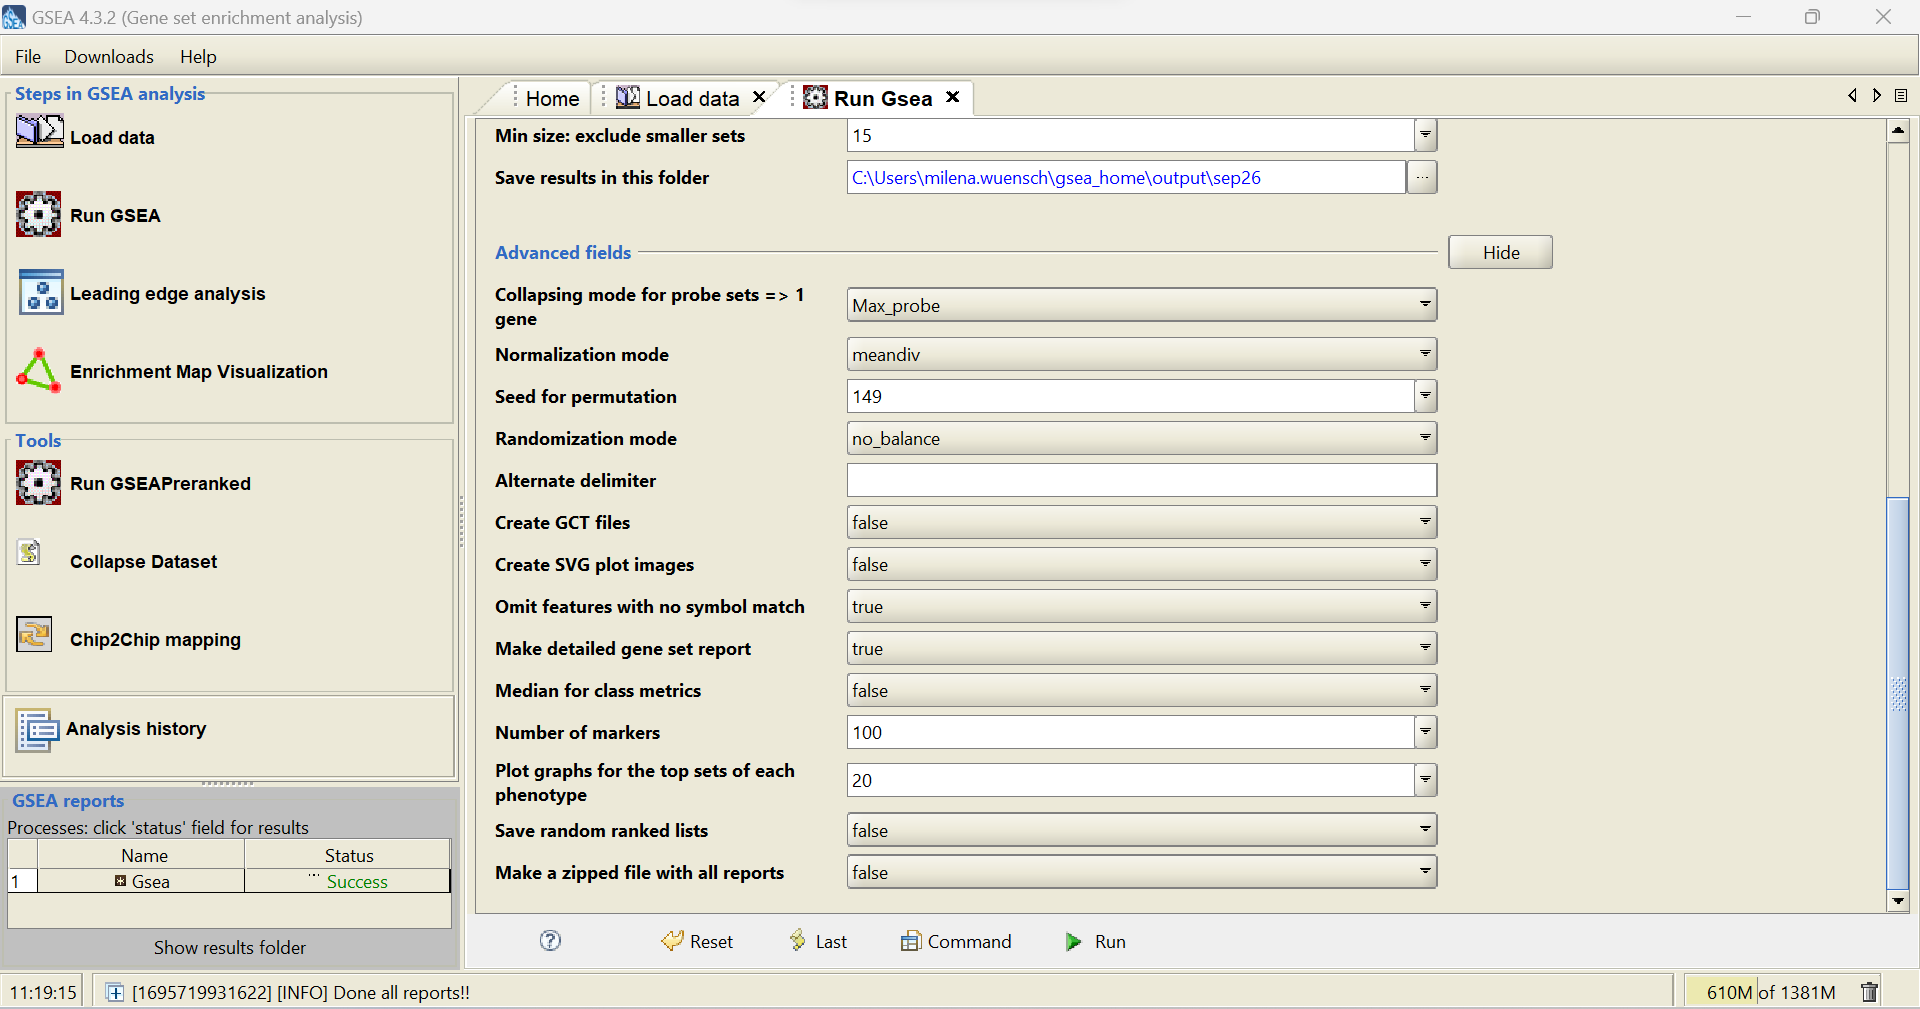 GSEA 4.3.2 (Gene set enrichment analysis)
File Downloads Help
Steps in GSEA analysis
Load data
Run GSEA
Leading edge analysis
Enrichment Map Visualization
Tools
Run GSEAPreranked
Collapse Dataset
Chip2Chip mapping
Analysis history
GSEA reports
Processes: click 'status' field for results
Name Status
1 Gsea ... Success
Show results folder
Home Load data Run Gsea
Min size: exclude smaller sets 15
Save results in this folder C:\Users\milena.wuensch\gsea_home\output\sep26 ...
Advanced fields Hide
Collapsing mode for probe sets => 1
gene Max_probe
Normalization mode meandiv
Seed for permutation 149
Randomization mode no_balance
Alternate delimiter
Create GCT files false
Create SVG plot images false
Omit features with no symbol match true
Make detailed gene set report true
Median for class metrics false
Number of markers 100
Plot graphs for the top sets of each
phenotype 20
Save random ranked lists false
Make a zipped file with all reports false
? Reset Last Command Run
11:19:15 [1695719931622] [INFO] Done all reports!! 610M of 1381M